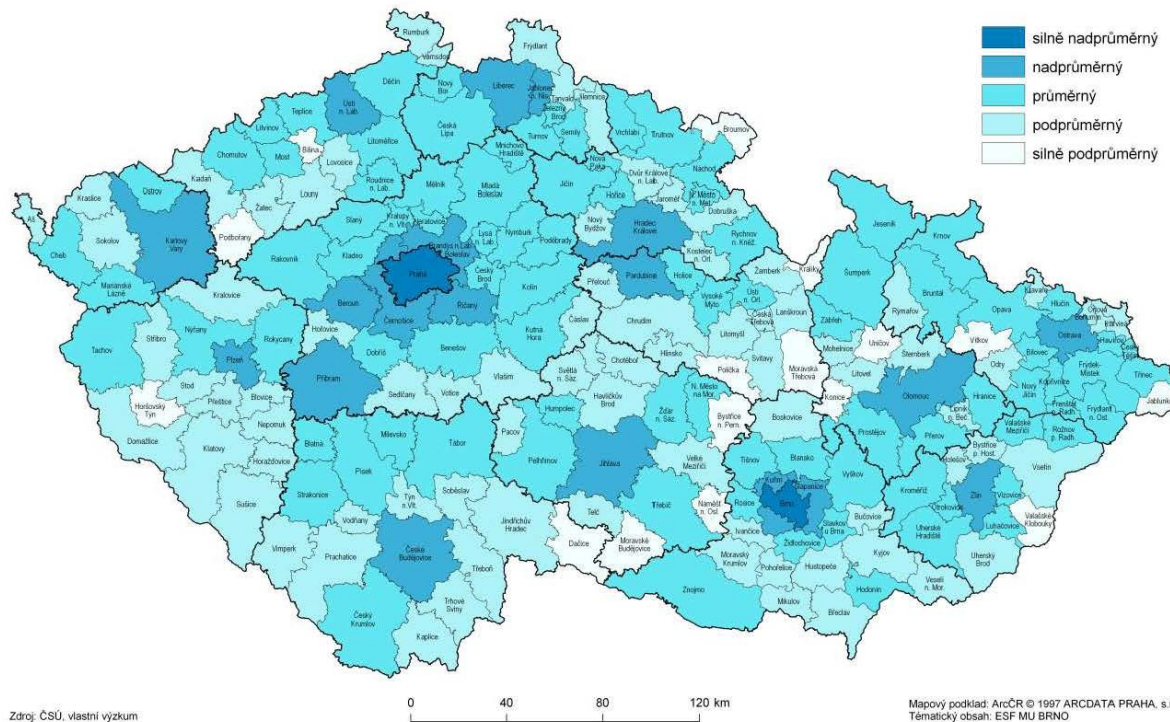 silně nadprůměrný
nadprůměrný
průměrný
podprůměrný
silně podprůměrný
Rumburk
Varnsdorf
Frýdlant
Děčín
Nový
Bor
Liberec
Jablonec
n. Nis.
Tanvald
Jilemnice
Železný
Brod
Ústí
n. Lab.
Teplice
Litvínov
Bílina
Most
Chomutov
Litoměřice
Lovosice
Česká
Lípa
Turnov
Semily
Vrchlabí
Trutnov
Broumov
Mnichovo
Hradiště
Nová
Paka
Dvůr Králové
n. Lab.
Náchod
Kadaň
Louny
Roudnice
n. Lab.
Mělník
Mladá
Boleslav
Jičín
Hořice
Jaroměř
N. Město
n. Met.
Dobruška
Kraslice
Ostrov
Žatec
Podbořany
Aš
Sokolov
Karlovy
Vary
Cheb
Mariánské
Lázně
Slaný
Kralupy
n. Vlt.
Neratovice
Brandýs n. Lab.
Boleslav
Lysá
n. Lab.
Nymburk
Poděbrady
Nový
Bydžov
Hradec
Králové
Rychnov
n. Kněž.
Kostelec
n. Orl.
Rakovník
Kladno
Praha
Český
Brod
Kolín
Přelouč
Pardubice
Holice
Žamberk
Králíky
Jeseník
Krnov
Kralovice
Beroun
Černošice
Říčany
Kutná
Hora
Čáslav
Chrudim
Vysoké
Mýto
Ústí
n. Orl.
Česká
Třebová
Lanškroun
Šumperk
Bruntál
Rýmařov
Opava
Kravaře
Hlučín
Bohumín
Orlová
Karviná
Ostrava
Havířov
Český
Těšín
Třinec
Jablunkov
Tachov
Stříbro
Nýřany
Plzeň
Rokycany
Hořovice
Dobříš
Benešov
Vlašim
Příbram
Sedlčany
Votice
Hlinsko
Litomyšl
Svitavy
Polička
Moravská
Třebová
Zábřeh
Mohelnice
Uničov
Šternberk
Vítkov
Bílovec
Odry
Nový
Jičín
Kopřivnice
Frýdek-
Místek
Frenštát
p. Radh.
Frýdlant
n. Ost.
Horšovský
Týn
Stod
Přeštice
Blovice
Nepomuk
Domažlice
Klatovy
Horažďovice
Sušice
Světlá
n. Sáz.
Chotěboř
Havlíčkův
Brod
Žďár
n. Sáz.
N. Město
na Mor.
Bystřice
n. Pern.
Boskovice
Konice
Litovel
Olomouc
Lipník
n. Beč.
Hranice
Valašské
Meziříčí
Rožnov
p. Radh.
Prostějov
Přerov
Bystřice
p. Host.
Holešov
Vsetín
Blatná
Milevsko
Tábor
Pacov
Humpolec
Pelhřimov
Jihlava
Velké
Meziříčí
Písek
Strakonice
Týn
n. Vlt.
Soběslav
Vodňany
Vimperk
Prachatice
České
Budějovice
Jindřichův
Hradec
Třeboň
Telč
Dačice
Moravské
Budějovice
Třebíč
Náměšť
n. Osl.
Tišnov
Blansko
Vyškov
Kuřim
Šlapanice
Brno
Rosice
Ivančice
Slavkov
u Brna
Bučovice
Židlochovice
Kroměříž
Otrokovice
Zlín
Vizovice
Luhačovice
Valašské
Klobouky
Uherské
Hradiště
Uherský
Brod
Český
Krumlov
Trhové
Sviny
Kaplice
Znojmo
Moravský
Krumlov
Pohořelice
Hustopeče
Kyjov
Veselí
n. Mor.
Hodonín
Mikulov
Břeclav
0 40 80 120 km
Zdroj: ČSÚ, vlastní výzkum
Mapový podklad: ArcČR © 1997 ARCDATA PRAHA, s.
Tématický obsah: ESF MU BRNO